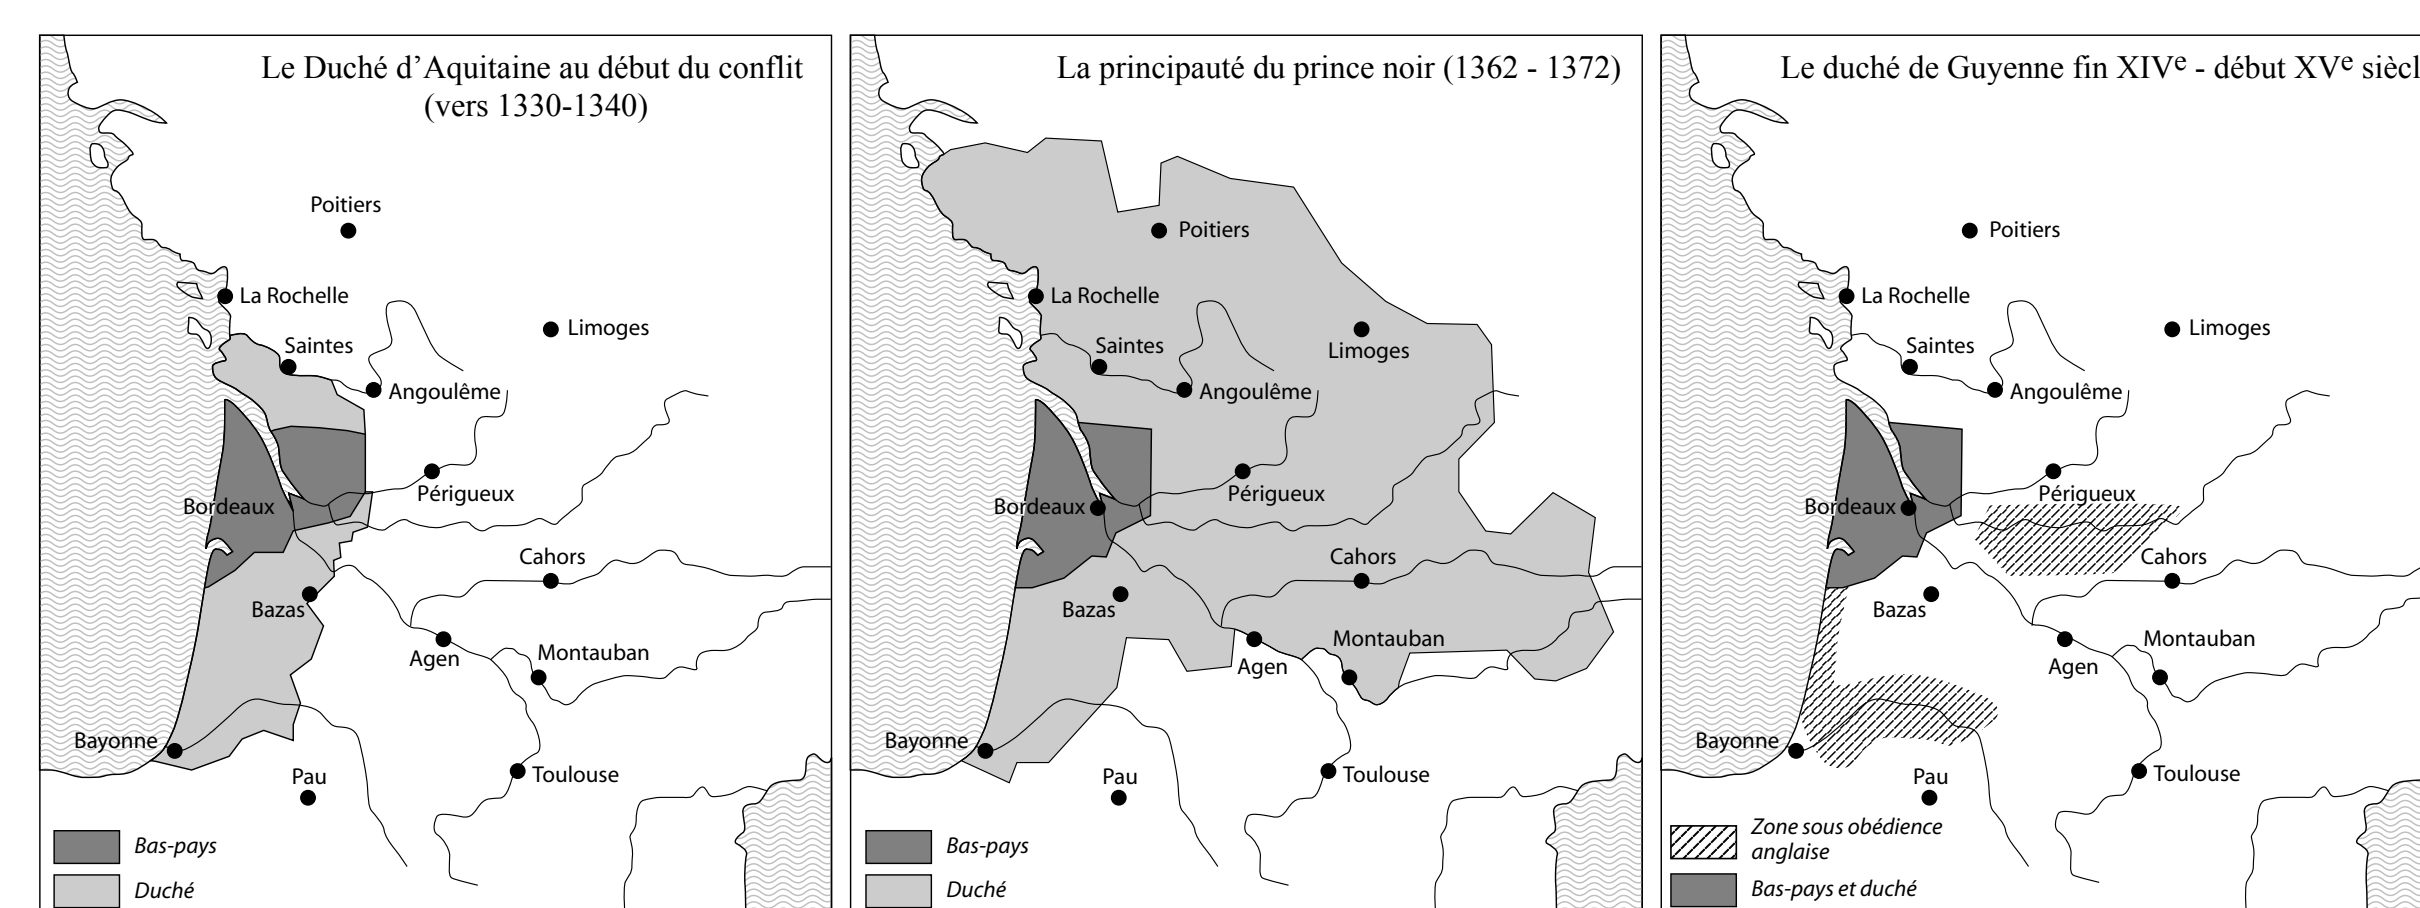 Le Duché d’Aquitaine au début du conflit
(vers 1330-1340)
Poitiers
La Rochelle
Limoges
Saintes
Angoulême
Périgueux
Bordeaux
Cahors
Bazas
Agen
Montauban
Bayonne
Pau
Toulouse
Bas-pays
Duché
La principauté du prince noir (1362 - 1372)
Poitiers
La Rochelle
Saintes
Limoges
Angoulême
Périgueux
Bordeaux
Cahors
Bazas
Montauban
Agen
Bayonne
Pau
Toulouse
Bas-pays
Duché
Le duché de Guyenne fin XIVe - début XVe siècl
Poitiers
La Rochelle
Limoges
Saintes
Angoulême
Périgueux
Bordeaux
Cahors
Bazas
Montauban
Agen
Bayonne
Pau
Toulouse
Zone sous obédience
anglaise
Bas-pays et duché